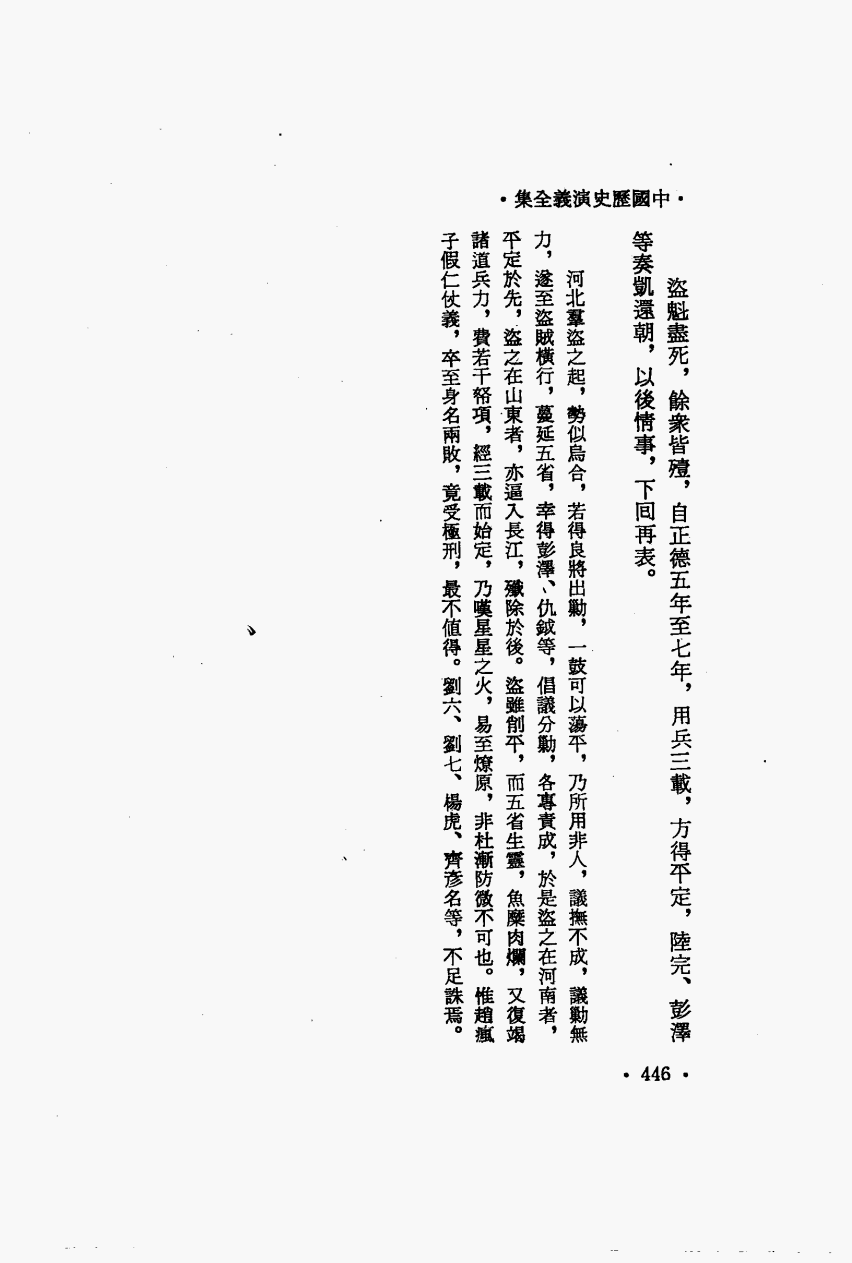 ·中國歷史演義全集·
盜魁盡死，餘衆皆殪，自正德五年至七年，用兵三載，方得平定，陸完、彭澤
等奏凱還朝，以後情事，下回再表。
河北羣盜之起，勢似烏合，若得良將出勦，一鼓可以蕩平，乃所用非人，議撫不成，議勦無
力，遂至盜賊橫行，蔓延五省，幸得彭澤、仇鉞等，倡議分勦，各專責成，於是盜之在河南者，
平定於先，盜之在山東者，亦逼入長江，殲除於後。盜雖削平，而五省生靈，魚糜肉爛，又復竭
諸道兵力，費若干帑項，經三載而始定，乃嘆星星之火，易至燎原，非杜漸防微不可也。惟趙瘋
子假仁仗義，卒至身名兩敗，竟受極刑，最不值得。劉六、劉七、楊虎、齊彥名等，不足誅焉。
· 446 ·